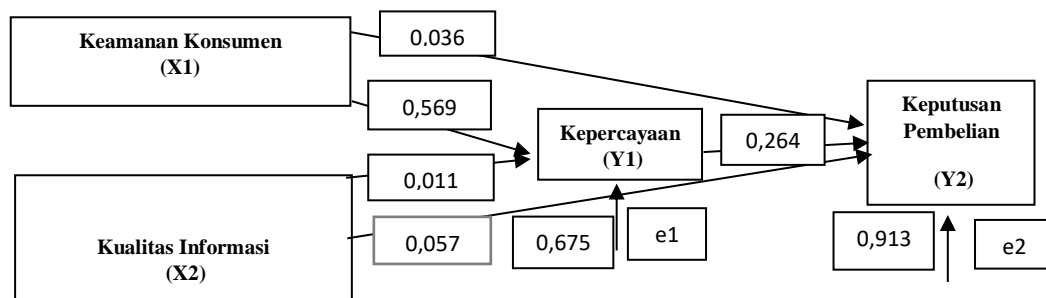 Keamanan Konsumen
(X1)
0,036
0,569
Kepercayaan
(Y1)
0,264
Keputusan
Pembelian
(Y2)
0,011
Kualitas Informasi
(X2)
0,057
0,675
e1
0,913
e2